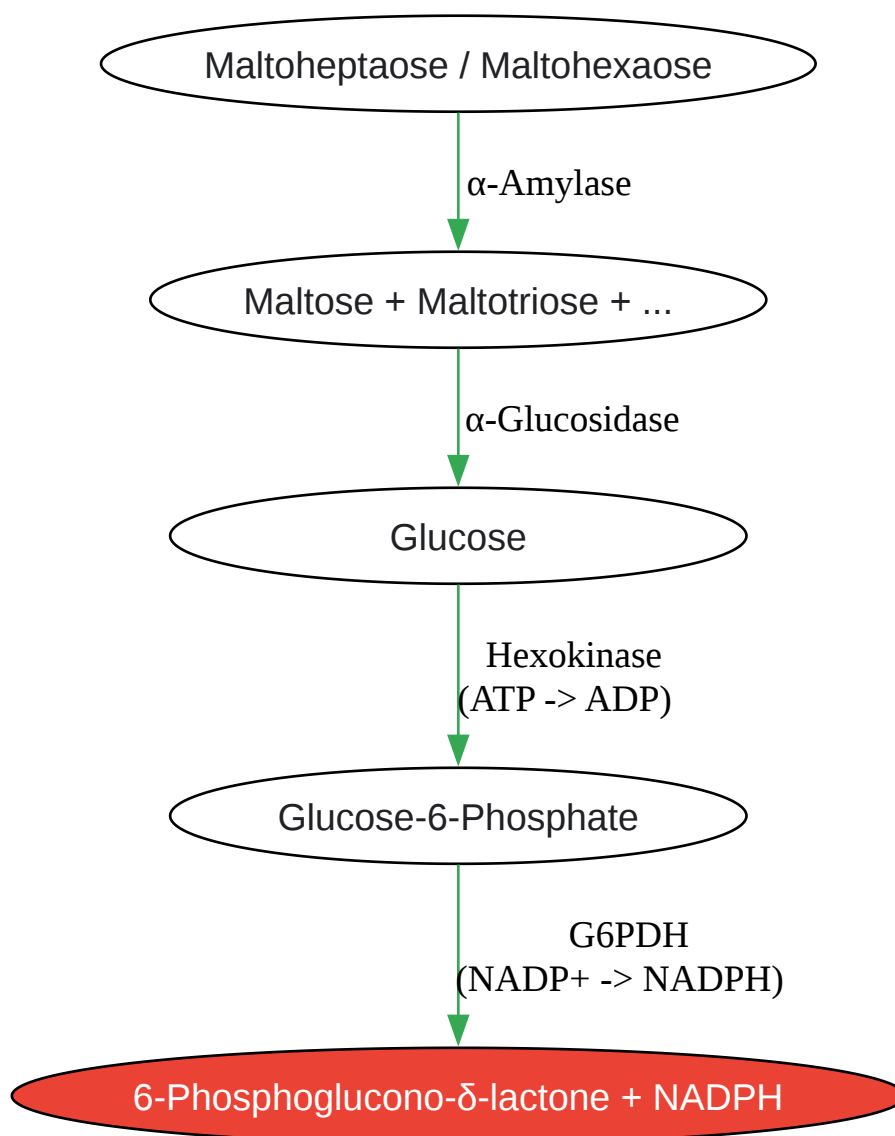 Maltoheptaose / Maltohexaose
α-Amylase
Maltose + Maltotriose + ...
α-Glucosidase
Glucose
Hexokinase
(ATP -> ADP)
Glucose-6-Phosphate
G6PDH
(NADP+ -> NADPH)
6-Phosphoglucono-δ-lactone + NADPH